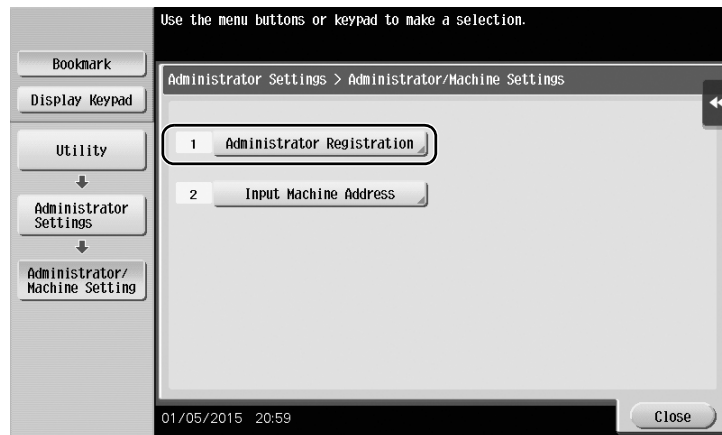 Use the menu buttons or keypad to make a selection.
Bookmark
Display Keypad
Utility
Administrator
Settings
Administrator/
Machine Setting
Administrator Settings > Administrator/Machine Settings
1 Administrator Registration
2 Input Machine Address
01/05/2015 20:59
Close